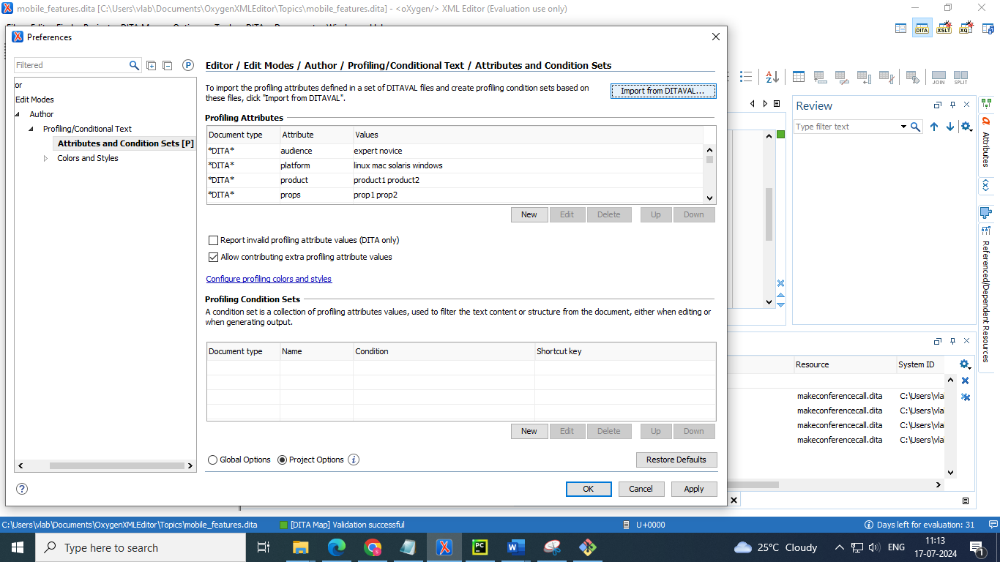 mobile_features.dita [C:\Users\vlab\Documents\OxygenXMLEditor\Topics\mobile_features.dita] - <oXygen/> XML Editor (Evaluation use only)
Preferences
Filtered
P
or
Edit Modes
Author
Profiling/Conditional Text
Attributes and Condition Sets [P]
Colors and Styles
Editor / Edit Modes / Author / Profiling/Conditional Text / Attributes and Condition Sets
To import the profiling attributes defined in a set of DITAVAL files and create profiling condition sets based on
these files, click "Import from DITAVAL".
Import from DITAVAL...
Profiling Attributes
Document type Attribute Values
*DITA* audience expert novice
*DITA* platform linux mac solaris windows
*DITA* product product1 product2
*DITA* props prop1 prop2
New Edit Delete Up Down
Report invalid profiling attribute values (DITA only)
Allow contributing extra profiling attribute values
Configure profiling colors and styles
Profiling Condition Sets
A condition set is a collection of profiling attributes values, used to filter the text content or structure from the document, either when editing or
when generating output.
Document type Name Condition Shortcut key
New Edit Delete Up Down
Global Options Project Options
Restore Defaults
OK Cancel Apply
DITA XSLT XQ
JOIN SPLIT
Review
Type filter text
Attributes
Referenced/Dependent Resources
Resource System ID
makeconferencecall.dita C:\Users\vla
makeconferencecall.dita C:\Users\vla
makeconferencecall.dita C:\Users\vla
makeconferencecall.dita C:\Users\vla
C:\Users\vlab\Documents\OxygenXMLEditor\Topics\mobile_features.dita [DITA Map] Validation successful U+0000 Days left for evaluation: 31
Type here to search
25°C Cloudy
ENG
11:13
17-07-2024
1